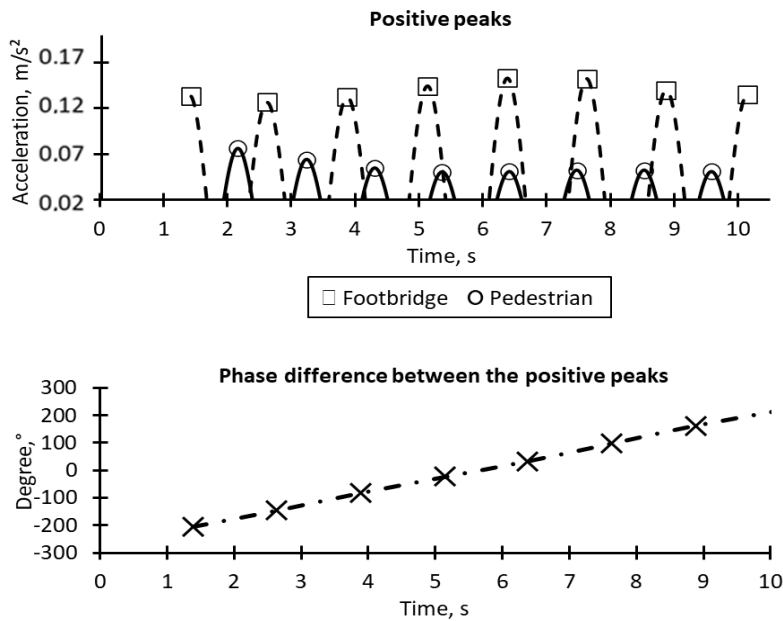 Positive peaks
Acceleration, m/s²
0.17
0.12
0.07
0.02
0 1 2 3 4 5 6 7 8 9 10
Time, s
Footbridge Pedestrian
Phase difference between the positive peaks
Degree,°
300
200
100
0
-100
-200
-300
0 1 2 3 4 5 6 7 8 9 10
Time, s